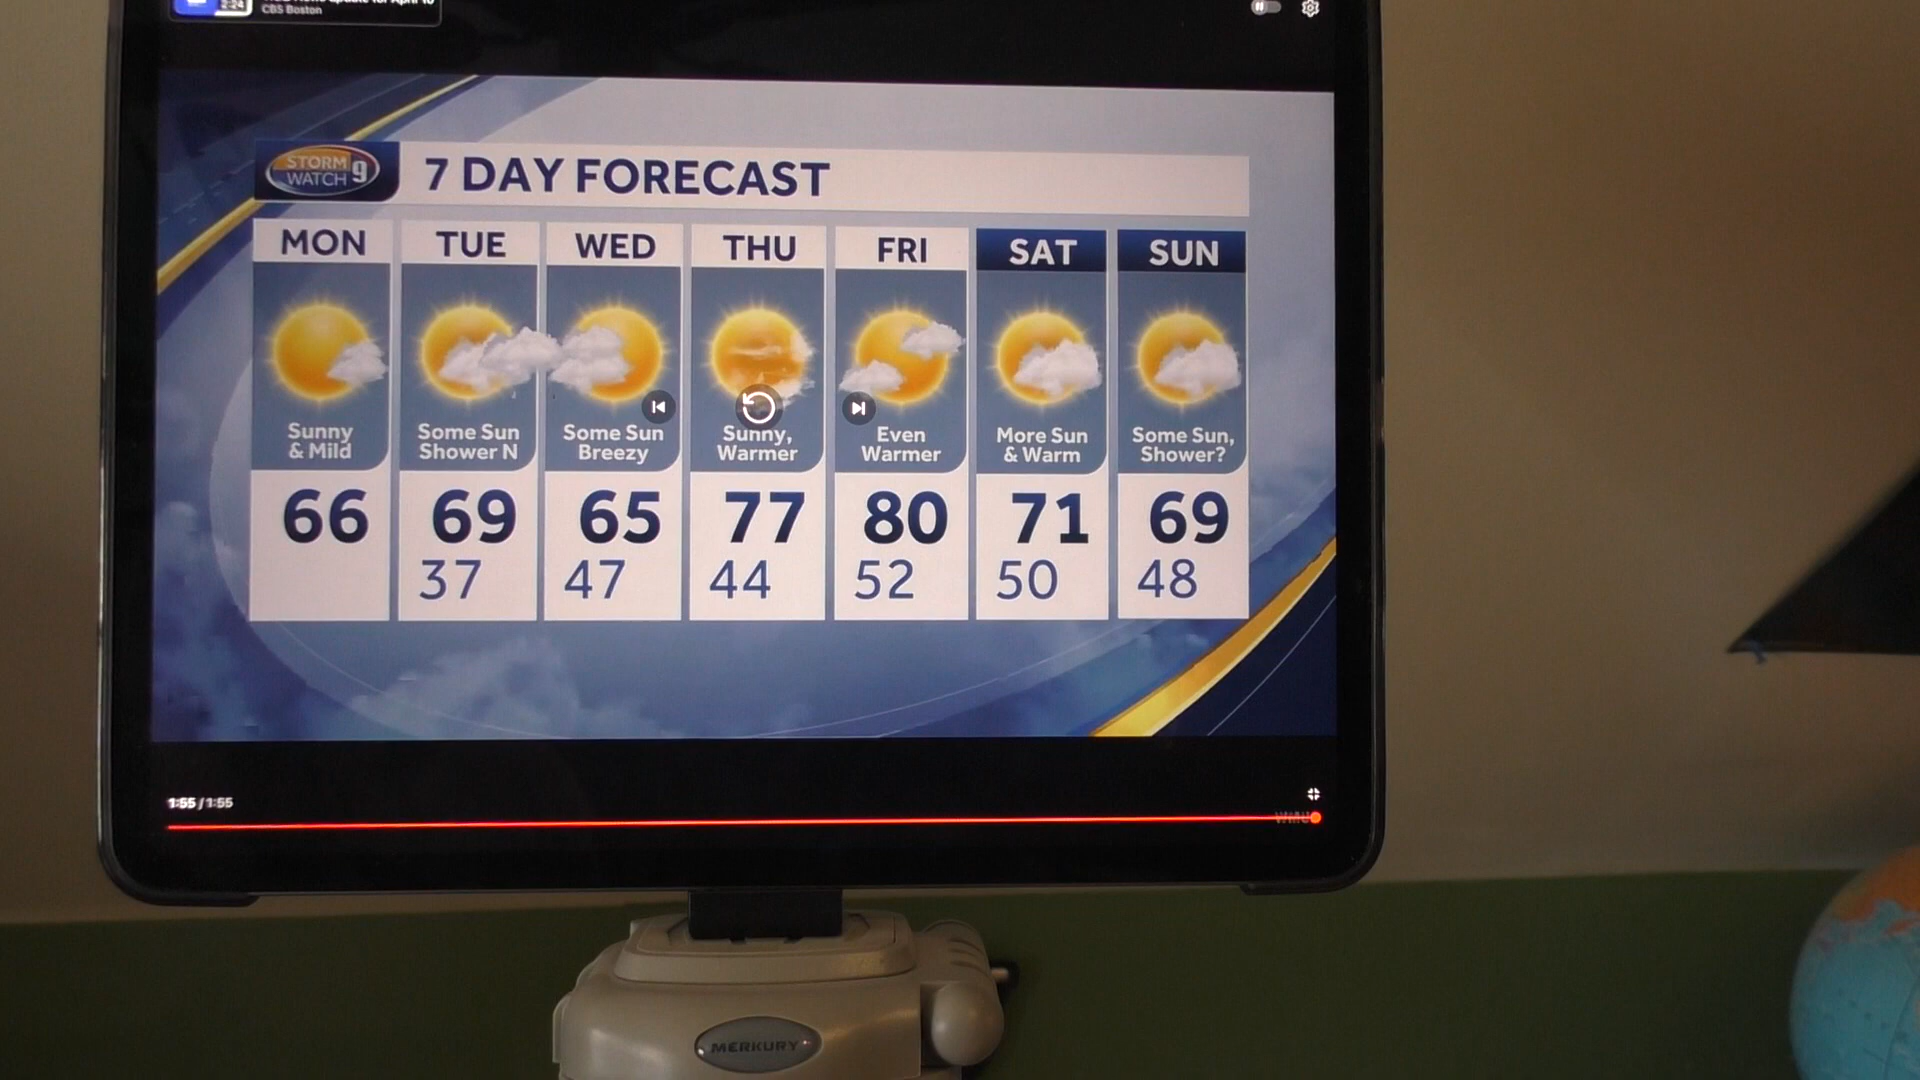 CBS Boston
STORM
WATCH 9
7 DAY FORECAST
MON
TUE
WED
THU
FRI
SAT
SUN
Sunny
& Mild
Some Sun
Shower N
Some Sun
Breezy
Sunny,
Warmer
Even
Warmer
More Sun
& Warm
Some Sun,
Shower?
66
69
65
77
80
71
69
37
47
44
52
50
48
1:55 / 1:55
MERKURY